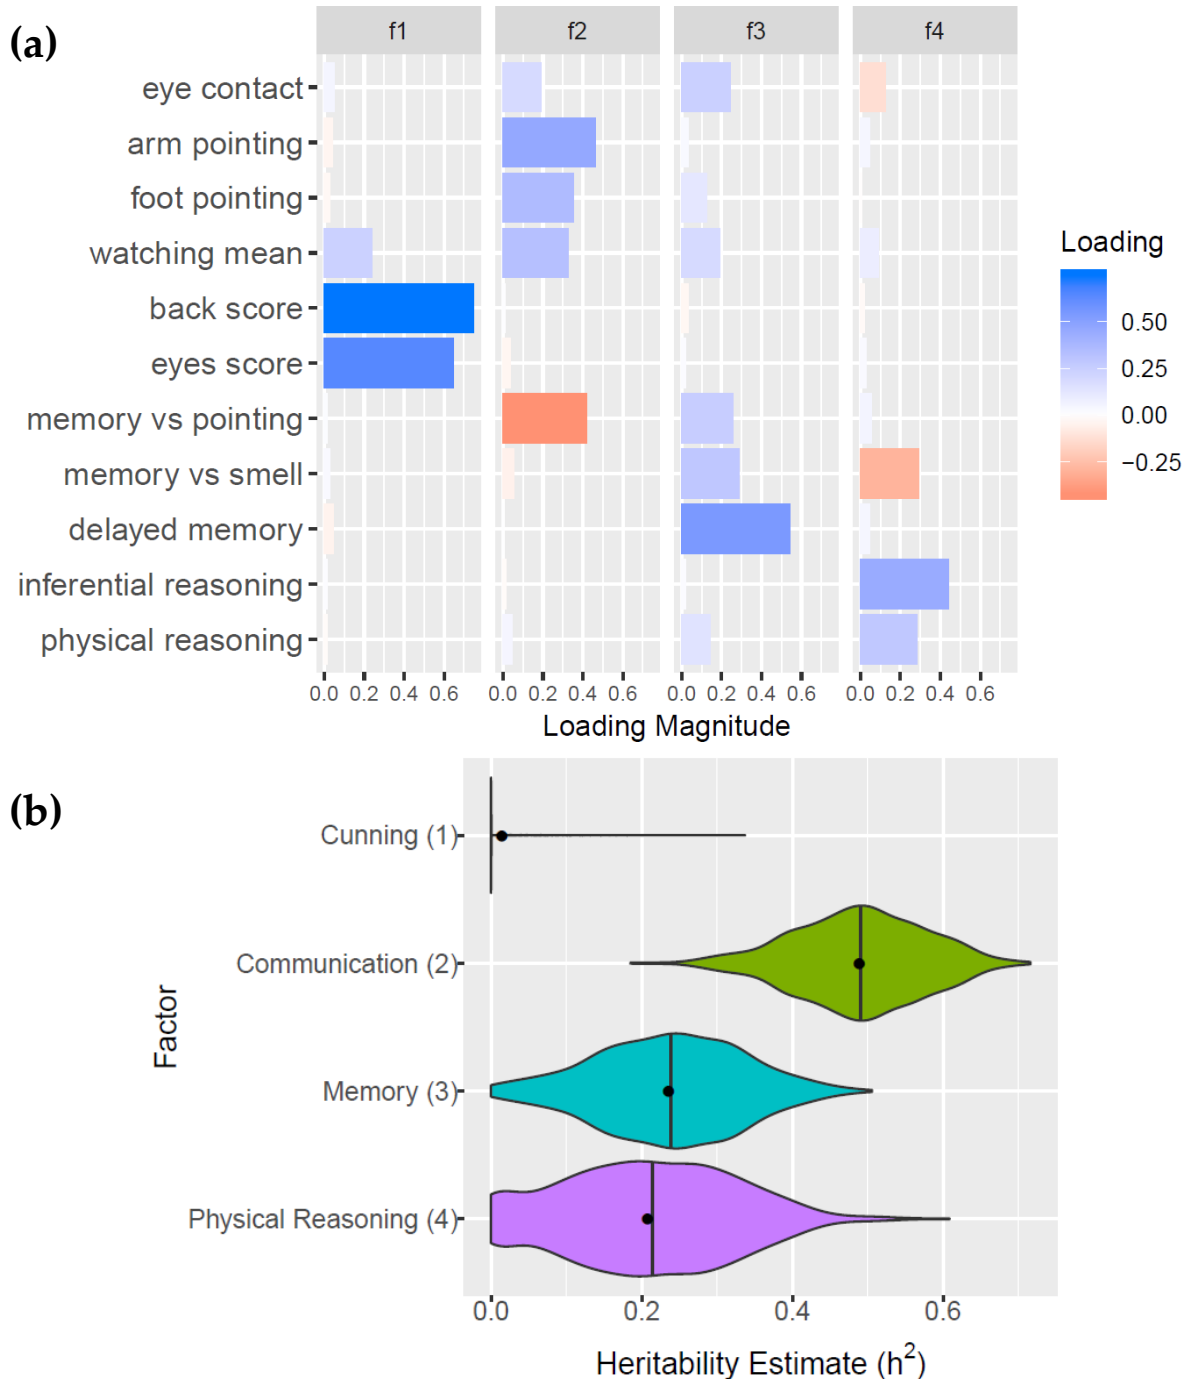 (a)
f1 f2 f3 f4
eye contact
arm pointing
foot pointing
watching mean
back score
eyes score
memory vs pointing
memory vs smell
delayed memory
inferential reasoning
physical reasoning
0.0 0.2 0.4 0.6 0.0 0.2 0.4 0.6 0.0 0.2 0.4 0.6 0.0 0.2 0.4 0.6
Loading Magnitude
Loading
0.50
0.25
0.00
−0.25
(b)
Factor
Cunning (1)
Communication (2)
Memory (3)
Physical Reasoning (4)
0.0 0.2 0.4 0.6
Heritability Estimate (h²)